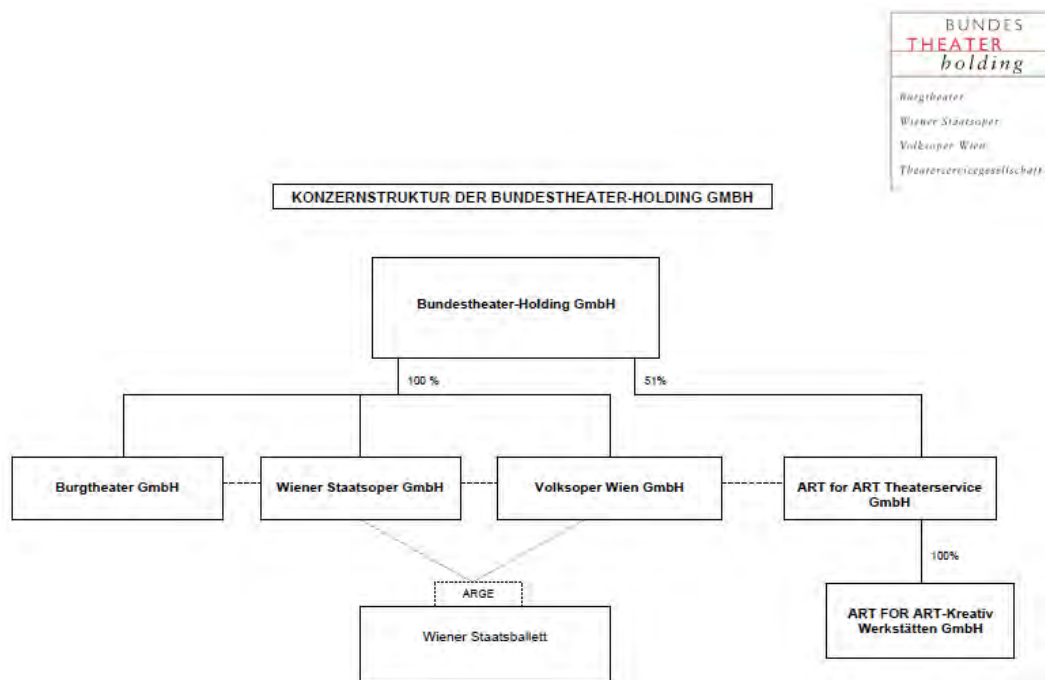 BUNDES
THEATER
holding
Burgtheater
Wiener Staatsoper
Volksoper Wien
Theaterservicegesellschaft
KONZERNSTRUKTUR DER BUNDESTHEATER-HOLDING GMBH
Bundestheater-Holding GmbH
100 %
51%
Burgtheater GmbH
Wiener Staatsoper GmbH
Volksoper Wien GmbH
ART for ART Theaterservice
GmbH
100%
ARGE
Wiener Staatsballett
ART FOR ART-Kreativ
Werkstätten GmbH